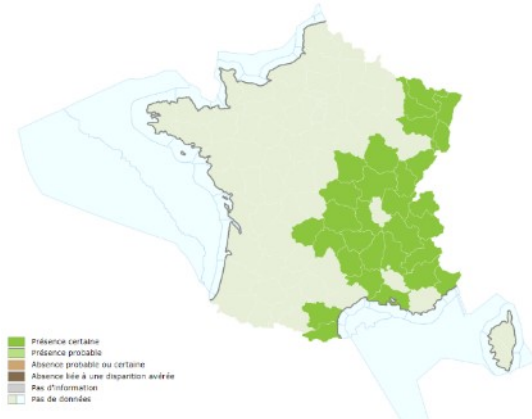 Présence certaine
Présence probable
Absence probable ou certaine
Absence liée à une disparition avérée
Pas d'information
Pas de données